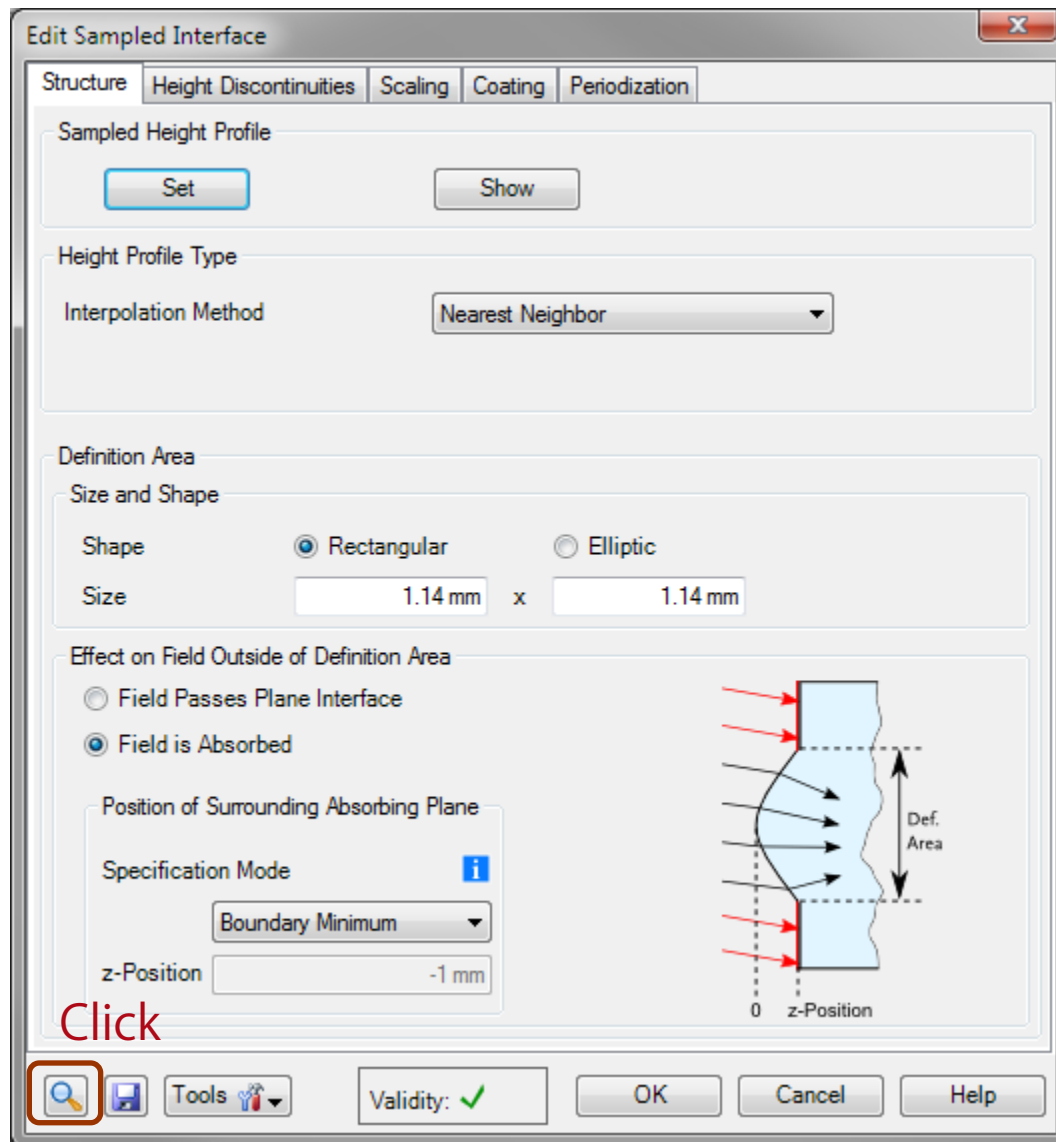 Edit Sampled Interface
Structure Height Discontinuities Scaling Coating Periodization
Sampled Height Profile
Set Show
Height Profile Type
Interpolation Method Nearest Neighbor
Definition Area
Size and Shape
Shape Rectangular Elliptic
Size 1.14 mm x 1.14 mm
Effect on Field Outside of Definition Area
Field Passes Plane Interface
Field is Absorbed
Position of Surrounding Absorbing Plane
Specification Mode i
Boundary Minimum
z-Position -1 mm
Def.
Area
0 z-Position
Click
Tools Validity: OK Cancel Help